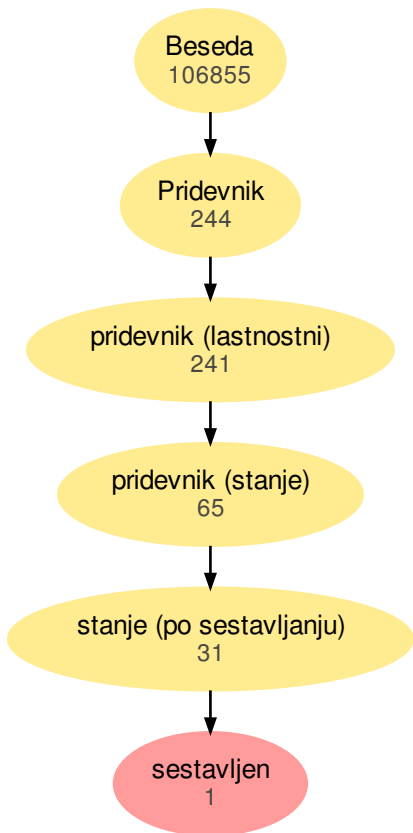 Beseda
106855
Pridevnik
244
pridevnik (lastnostni)
241
pridevnik (stanje)
65
stanje (po sestavljanju)
31
sestavljen
1